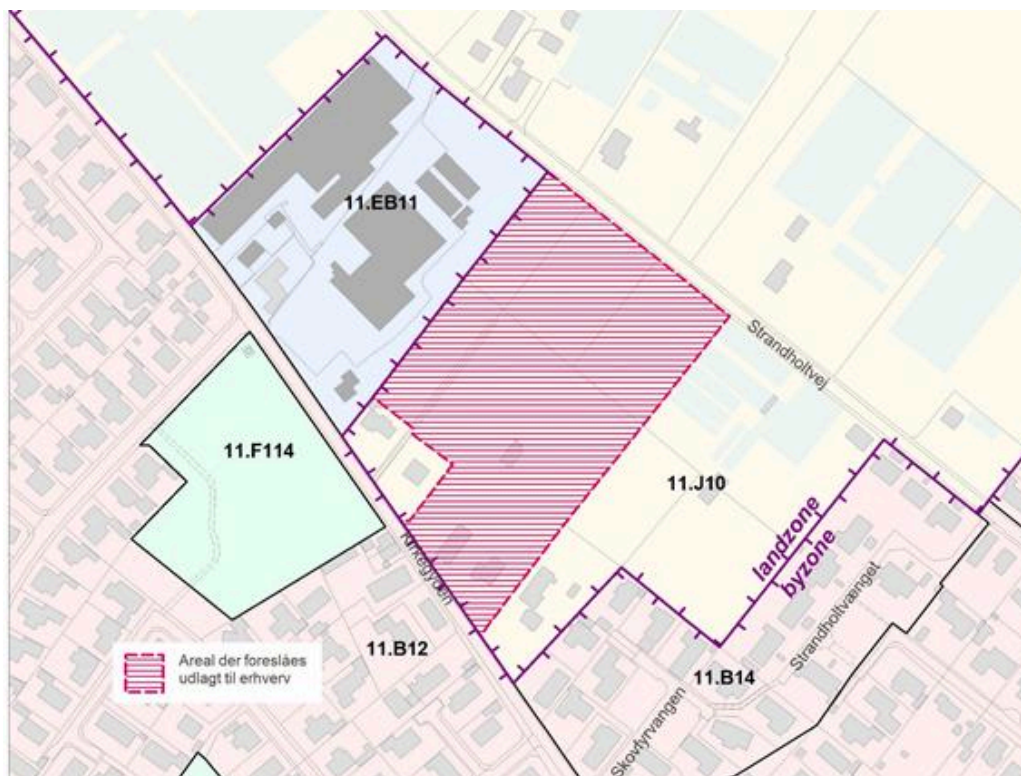 11.EB11
Strandholtvej
11.F114
11.J10
landzone
byzone
Kirkegyden
Strandholtvænget
11.B12
Areal der foreslåes
udlagt til erhverv
11.B14
Skovfyrvangen